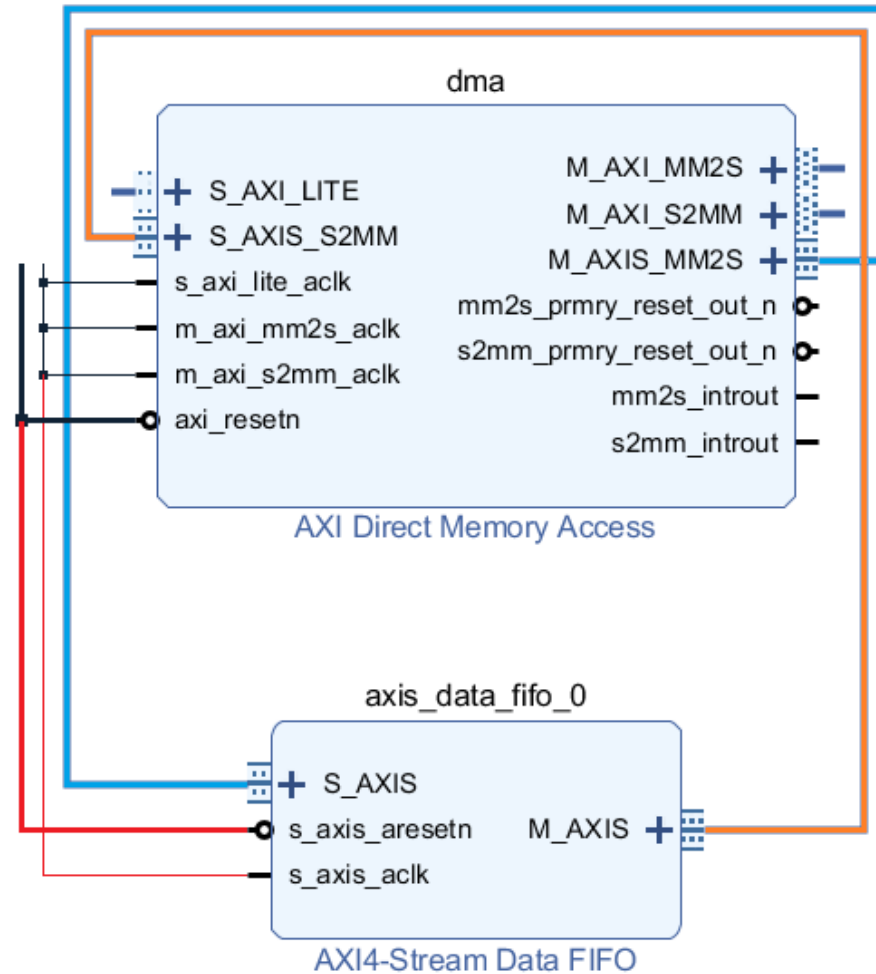 dma
S_AXI_LITE
S_AXIS_S2MM
s_axi_lite_aclk
m_axi_mm2s_aclk
m_axi_s2mm_aclk
axi_resetn
M_AXI_MM2S
M_AXI_S2MM
M_AXIS_MM2S
mm2s_prmry_reset_out_n
s2mm_prmry_reset_out_n
mm2s_introut
s2mm_introut
AXI Direct Memory Access
axis_data_fifo_0
S_AXIS
s_axis_aresetn
s_axis_aclk
M_AXIS
AXI4-Stream Data FIFO